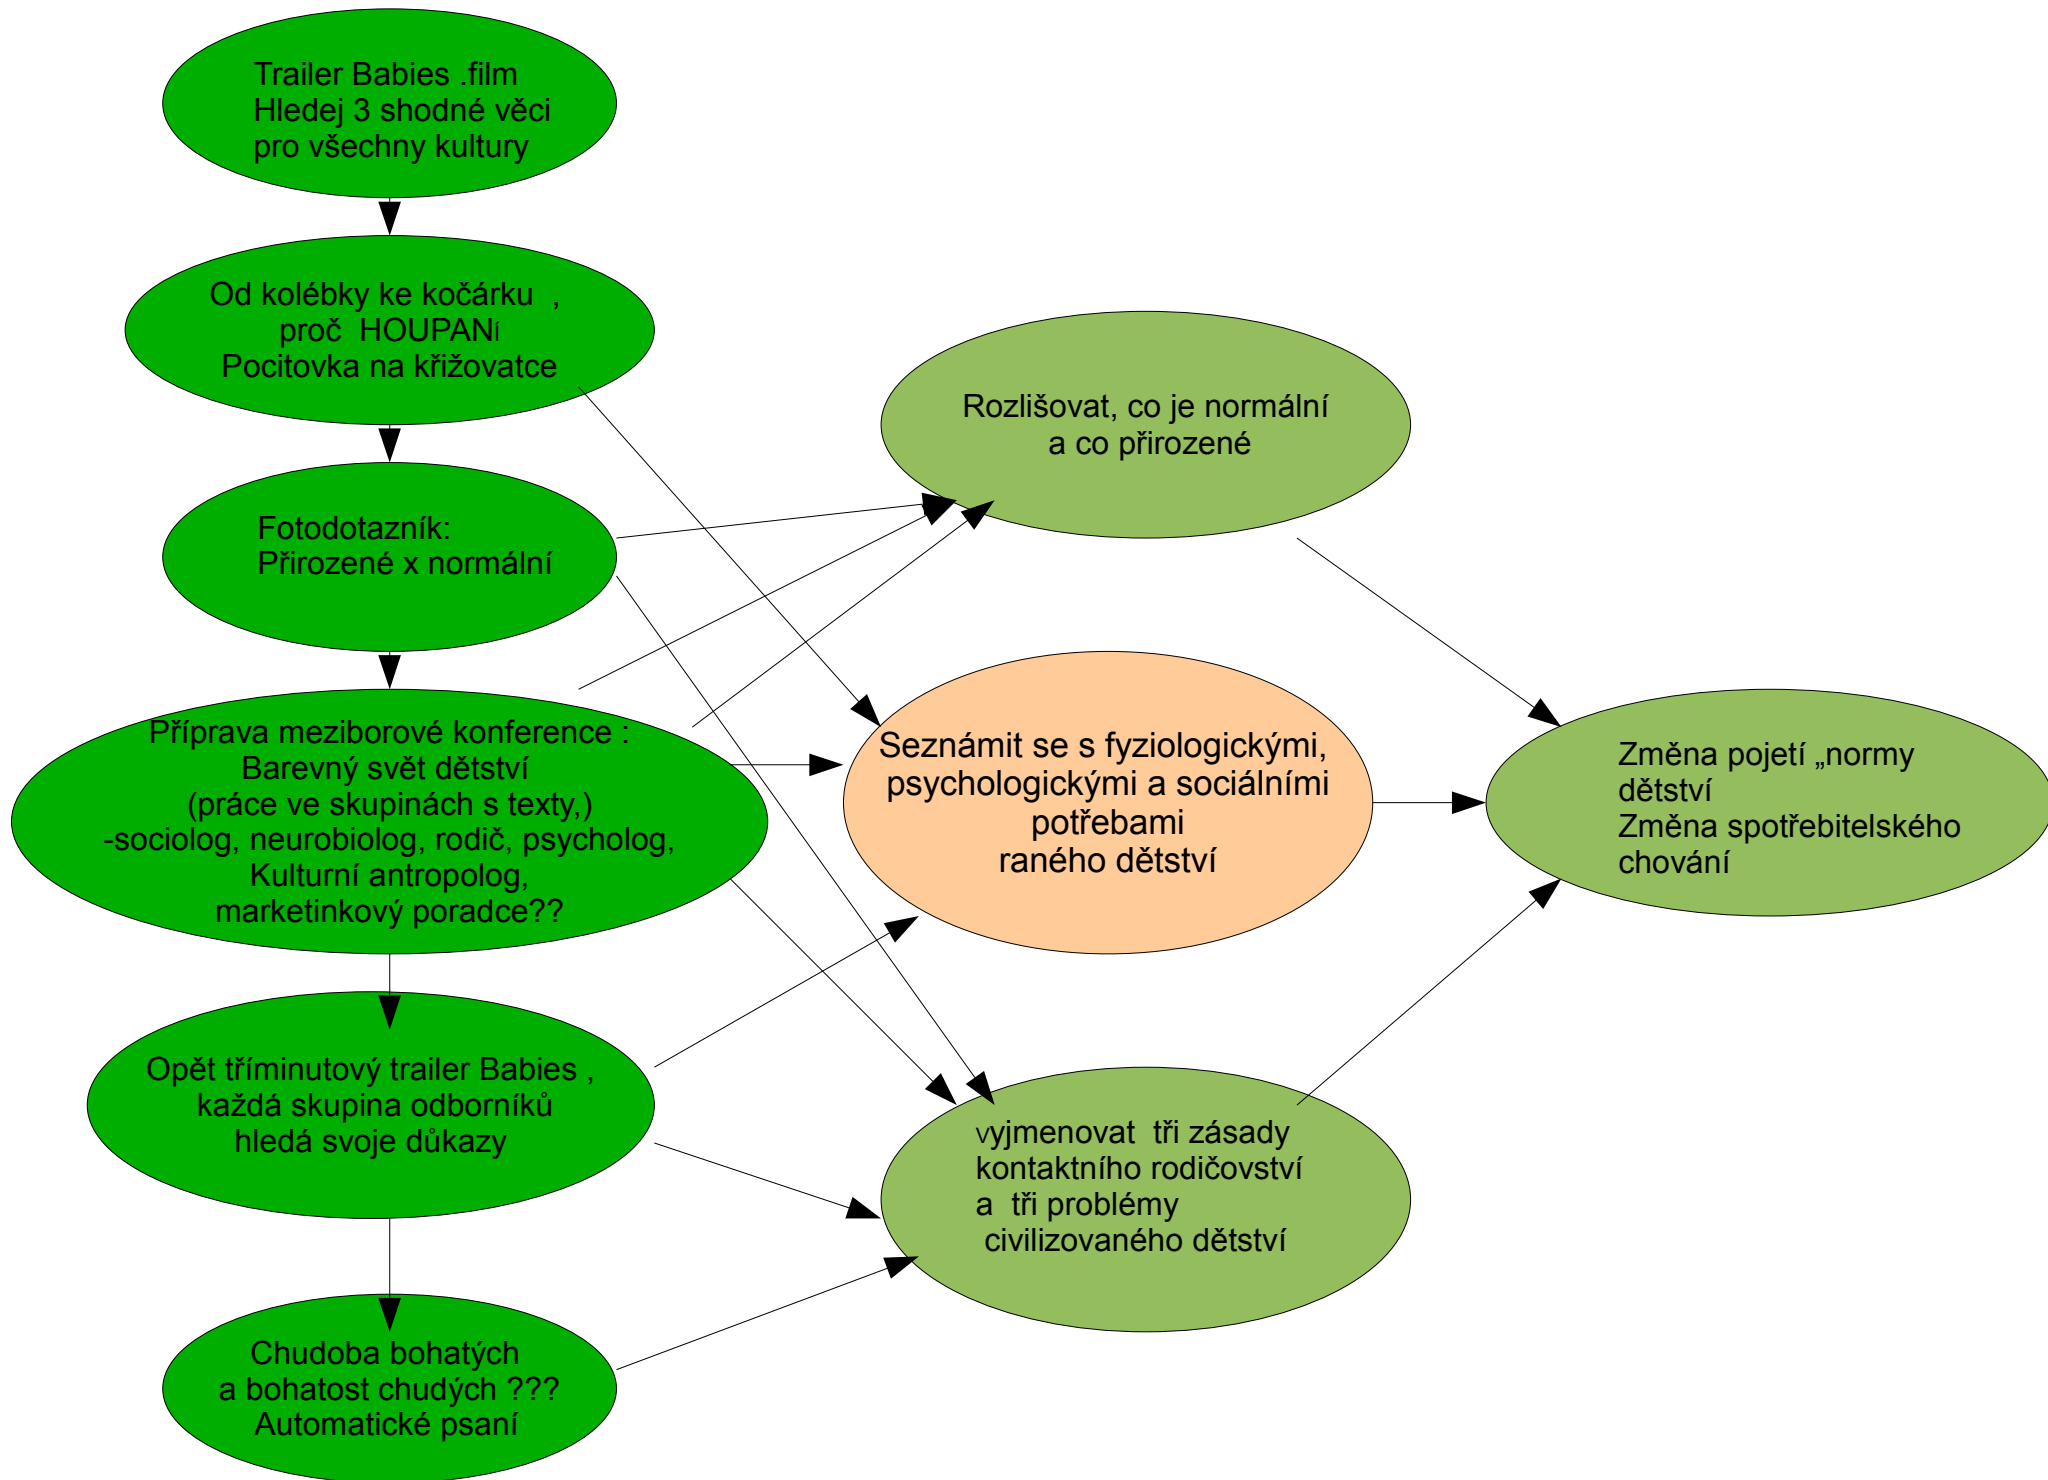 Trailer Babies .film
Hledej 3 shodné věci
pro všechny kultury
Od kolébky ke kočárku ,
proč HOUPANí
Pocitovka na křižovatce
Fotodotazník:
Přirozené x normální
Příprava meziborové konference :
Barevný svět dětství
(práce ve skupinách s texty,)
-sociolog, neurobiolog, rodič, psycholog,
Kulturní antropolog,
marketinkový poradce??
Opět tříminutový trailer Babies ,
každá skupina odborníků
hledá svoje důkazy
Chudoba bohatých
a bohatost chudých ???
Automatické psaní
Rozlišovat, co je normální
a co přirozené
Seznámit se s fyziologickými,
psychologickými a sociálními
potřebami
raného dětství
vyjmenovat tři zásady
kontaktního rodičovství
a tři problémy
civilizovaného dětství
Změna pojetí „normy
dětství
Změna spotřebitelského
chování